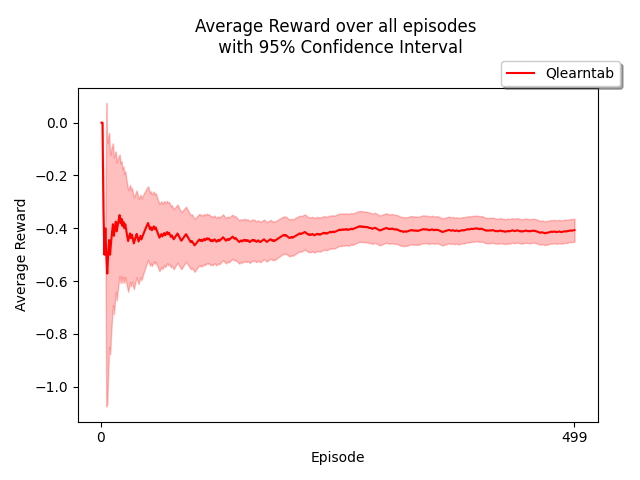 Average Reward over all episodes
with 95% Confidence Interval
Qlearntab
0.0
−0.2
−0.4
−0.6
−0.8
−1.0
Average Reward
0
499
Episode